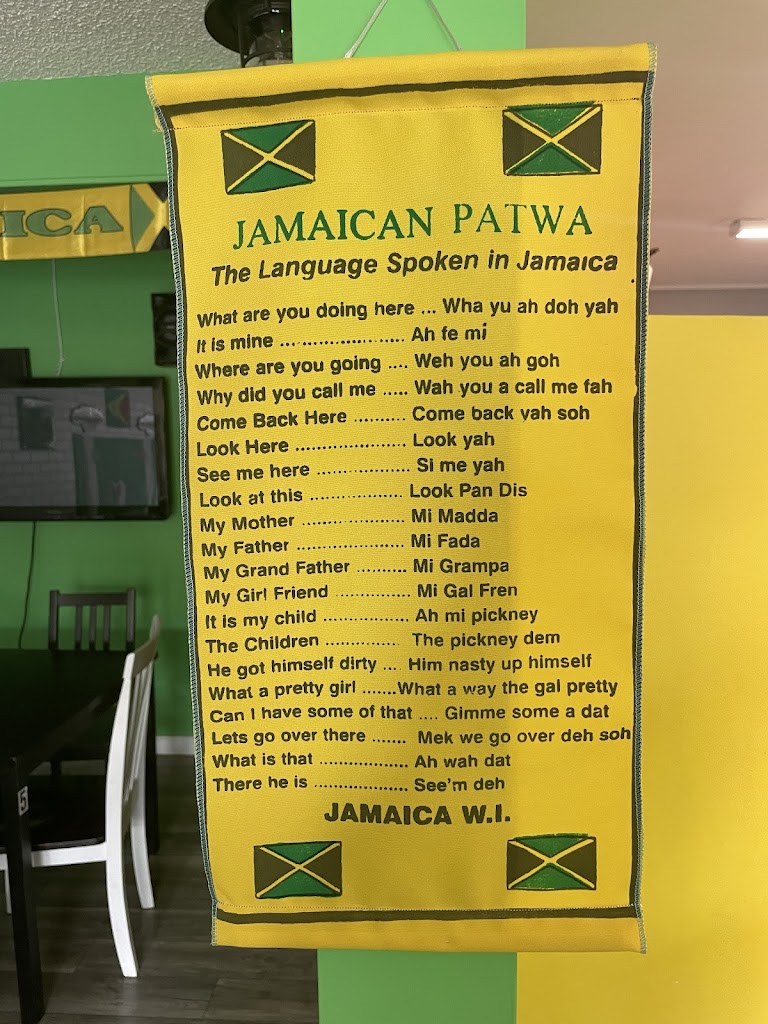 ICA
JAMAICAN PATWA
The Language Spoken in Jamaica
What are you doing here ... Wha yu ah doh yah
It is mine ...................... Ah fe mi
Where are you going .... Weh you ah goh
Why did you call me ..... Wah you a call me fah
Come Back Here .......... Come back yah soh
Look Here ...................... Look yah
See me here .................. Si me yah
Look at this .................. Look Pan Dis
My Mother .................... Mi Madda
My Father ..................... Mi Fada
My Grand Father .......... Mi Grampa
My Girl Friend .............. Mi Gal Fren
It is my child ................. Ah mi pickney
The Children .............. The pickney dem
He got himself dirty .... Him nasty up himself
What a pretty girl .......What a way the gal pretty
Can I have some of that .... Gimme some a dat
Lets go over there ....... Mek we go over deh soh
What is that .................. Ah wah dat
There he is ................... See'm deh
JAMAICA W.I.
5